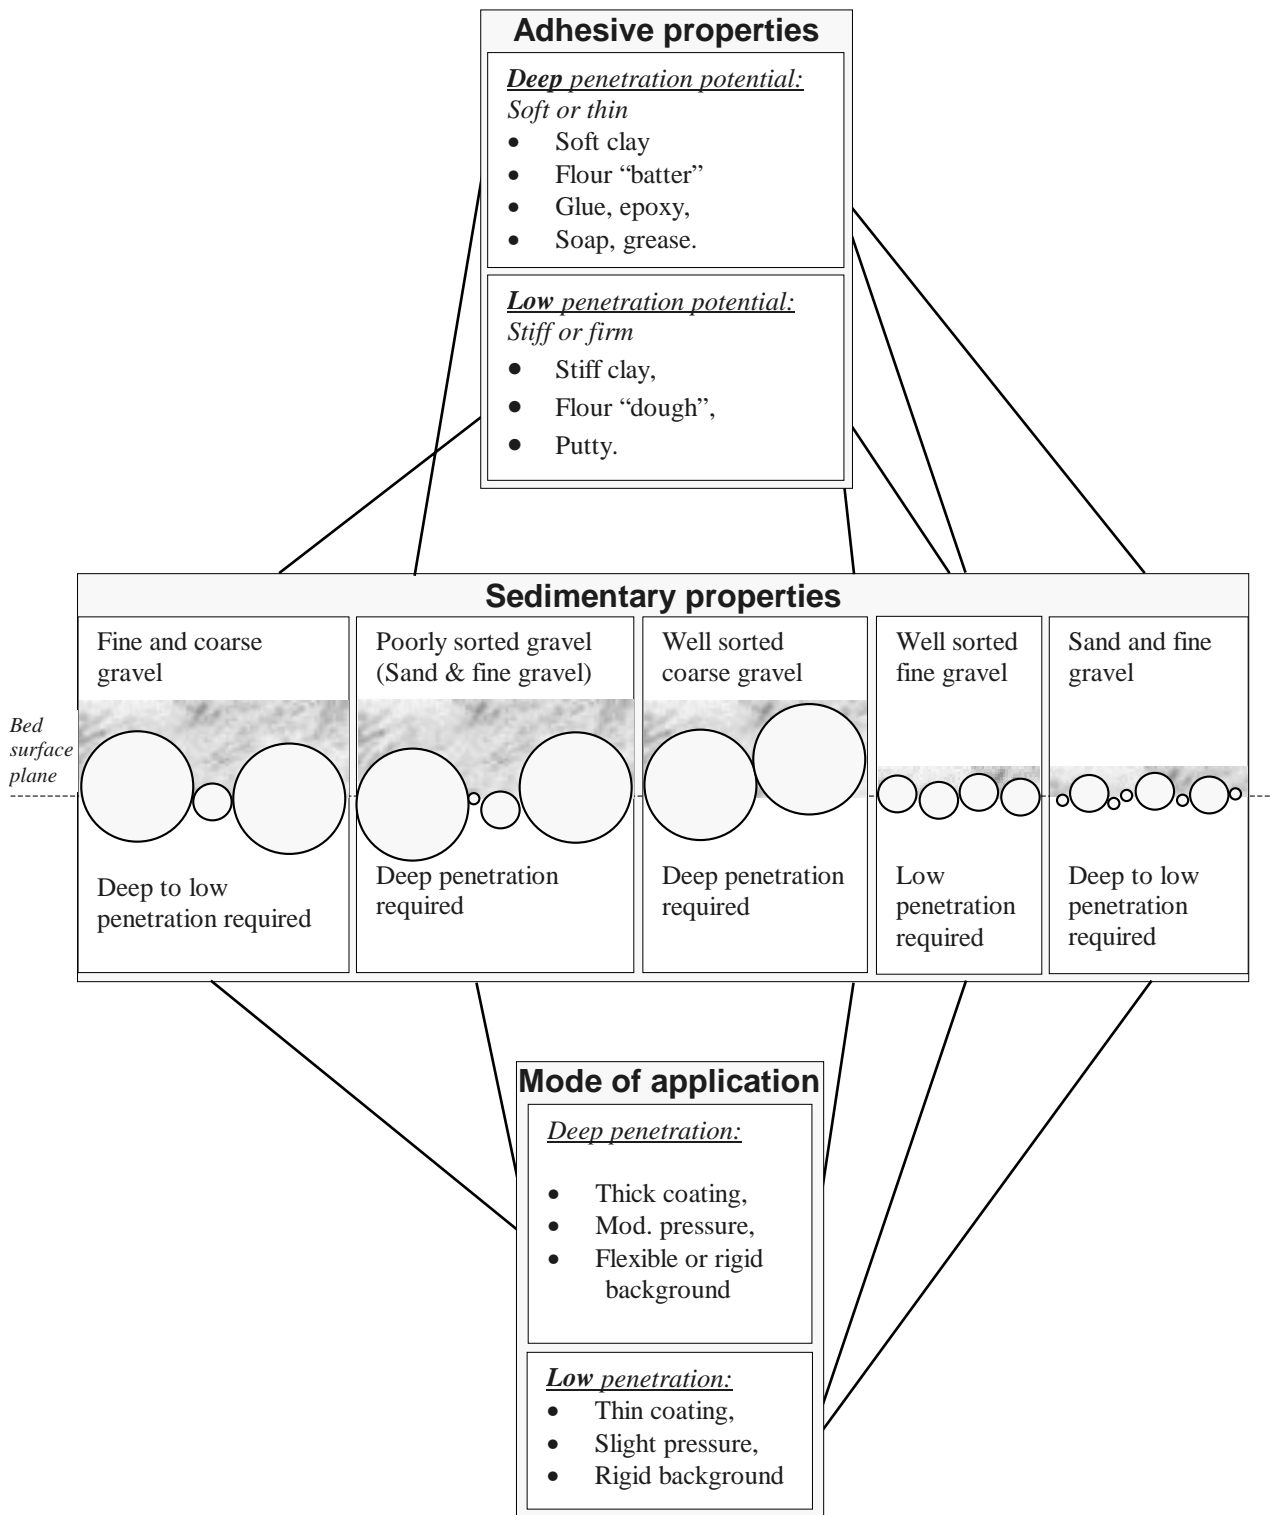 Adhesive properties
Deep penetration potential:
Soft or thin
• Soft clay
• Flour “batter”
• Glue, epoxy,
• Soap, grease.
Low penetration potential:
Stiff or firm
• Stiff clay,
• Flour “dough”,
• Putty.
Sedimentary properties
Fine and coarse
gravel
Deep to low
penetration required
Poorly sorted gravel
(Sand & fine gravel)
Deep penetration
required
Well sorted
coarse gravel
Deep penetration
required
Well sorted
fine gravel
Low
penetration
required
Sand and fine
gravel
Deep to low
penetration
required
Bed
surface
plane
Mode of application
Deep penetration:
• Thick coating,
• Mod. pressure,
• Flexible or rigid
background
Low penetration:
• Thin coating,
• Slight pressure,
• Rigid background